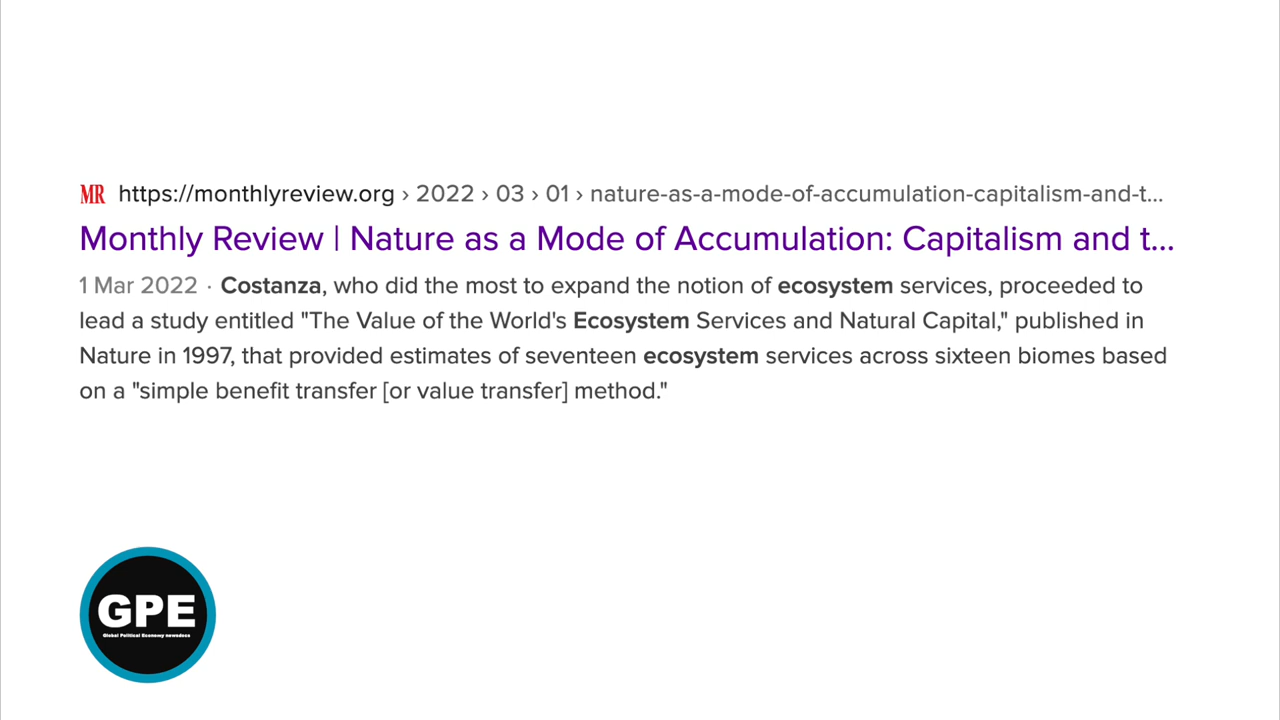 MR https://monthlyreview.org › 2022 › 03 › 01 › nature-as-a-mode-of-accumulation-capitalism-and-t...
Monthly Review | Nature as a Mode of Accumulation: Capitalism and t...
1 Mar 2022 · Costanza, who did the most to expand the notion of ecosystem services, proceeded to
lead a study entitled "The Value of the World's Ecosystem Services and Natural Capital," published in
Nature in 1997, that provided estimates of seventeen ecosystem services across sixteen biomes based
on a "simple benefit transfer [or value transfer] method."
GPE
Global Political Economy newsdocs